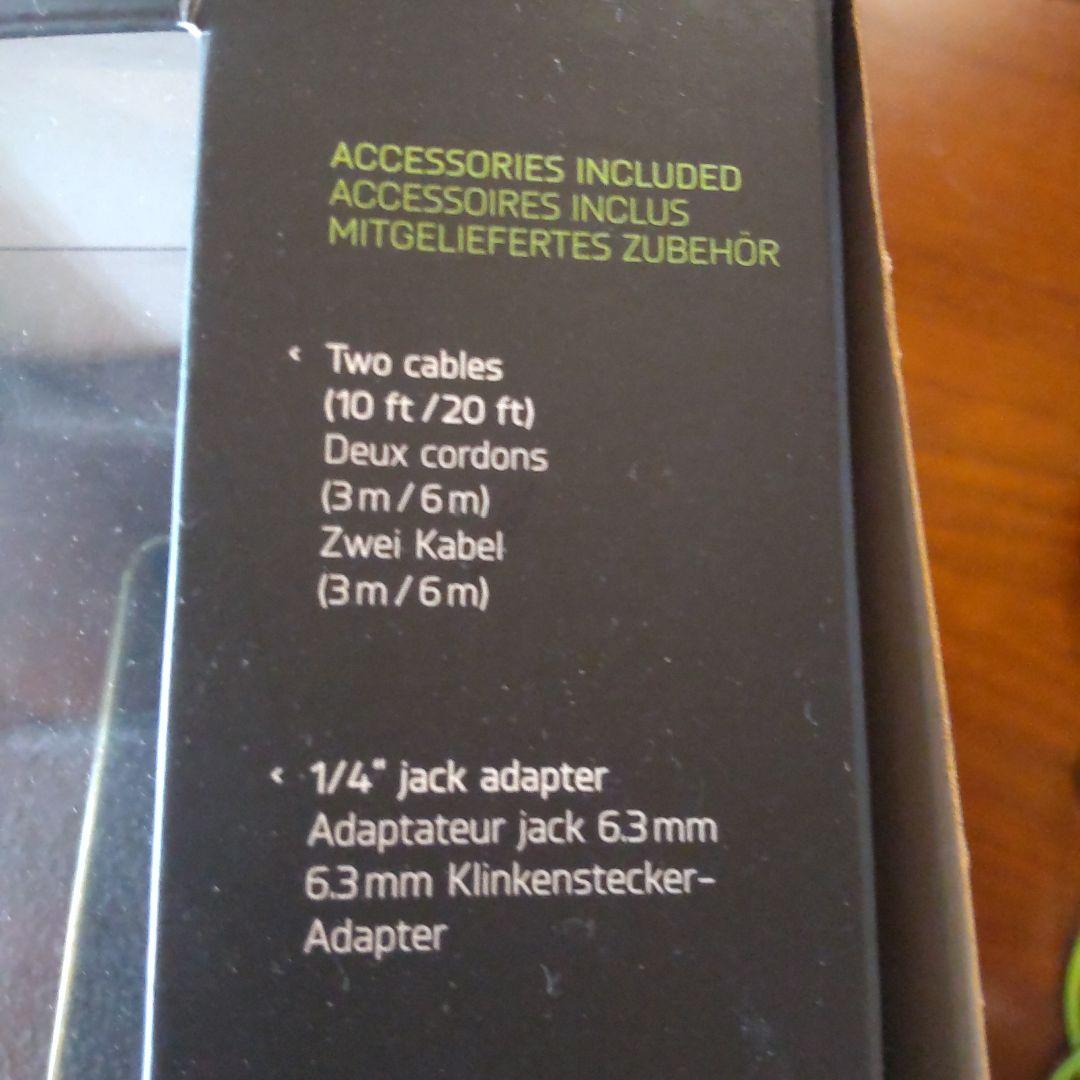 ACCESSORIES INCLUDED
ACCESSOIRES INCLUS
MITGELIEFERTES ZUBEHÖR
‹ Two cables
(10 ft / 20 ft)
Deux cordons
(3 m / 6 m)
Zwei Kabel
(3 m / 6 m)
‹ 1/4“ jack adapter
Adaptateur jack 6.3 mm
6.3 mm Klinkenstecker-
Adapter